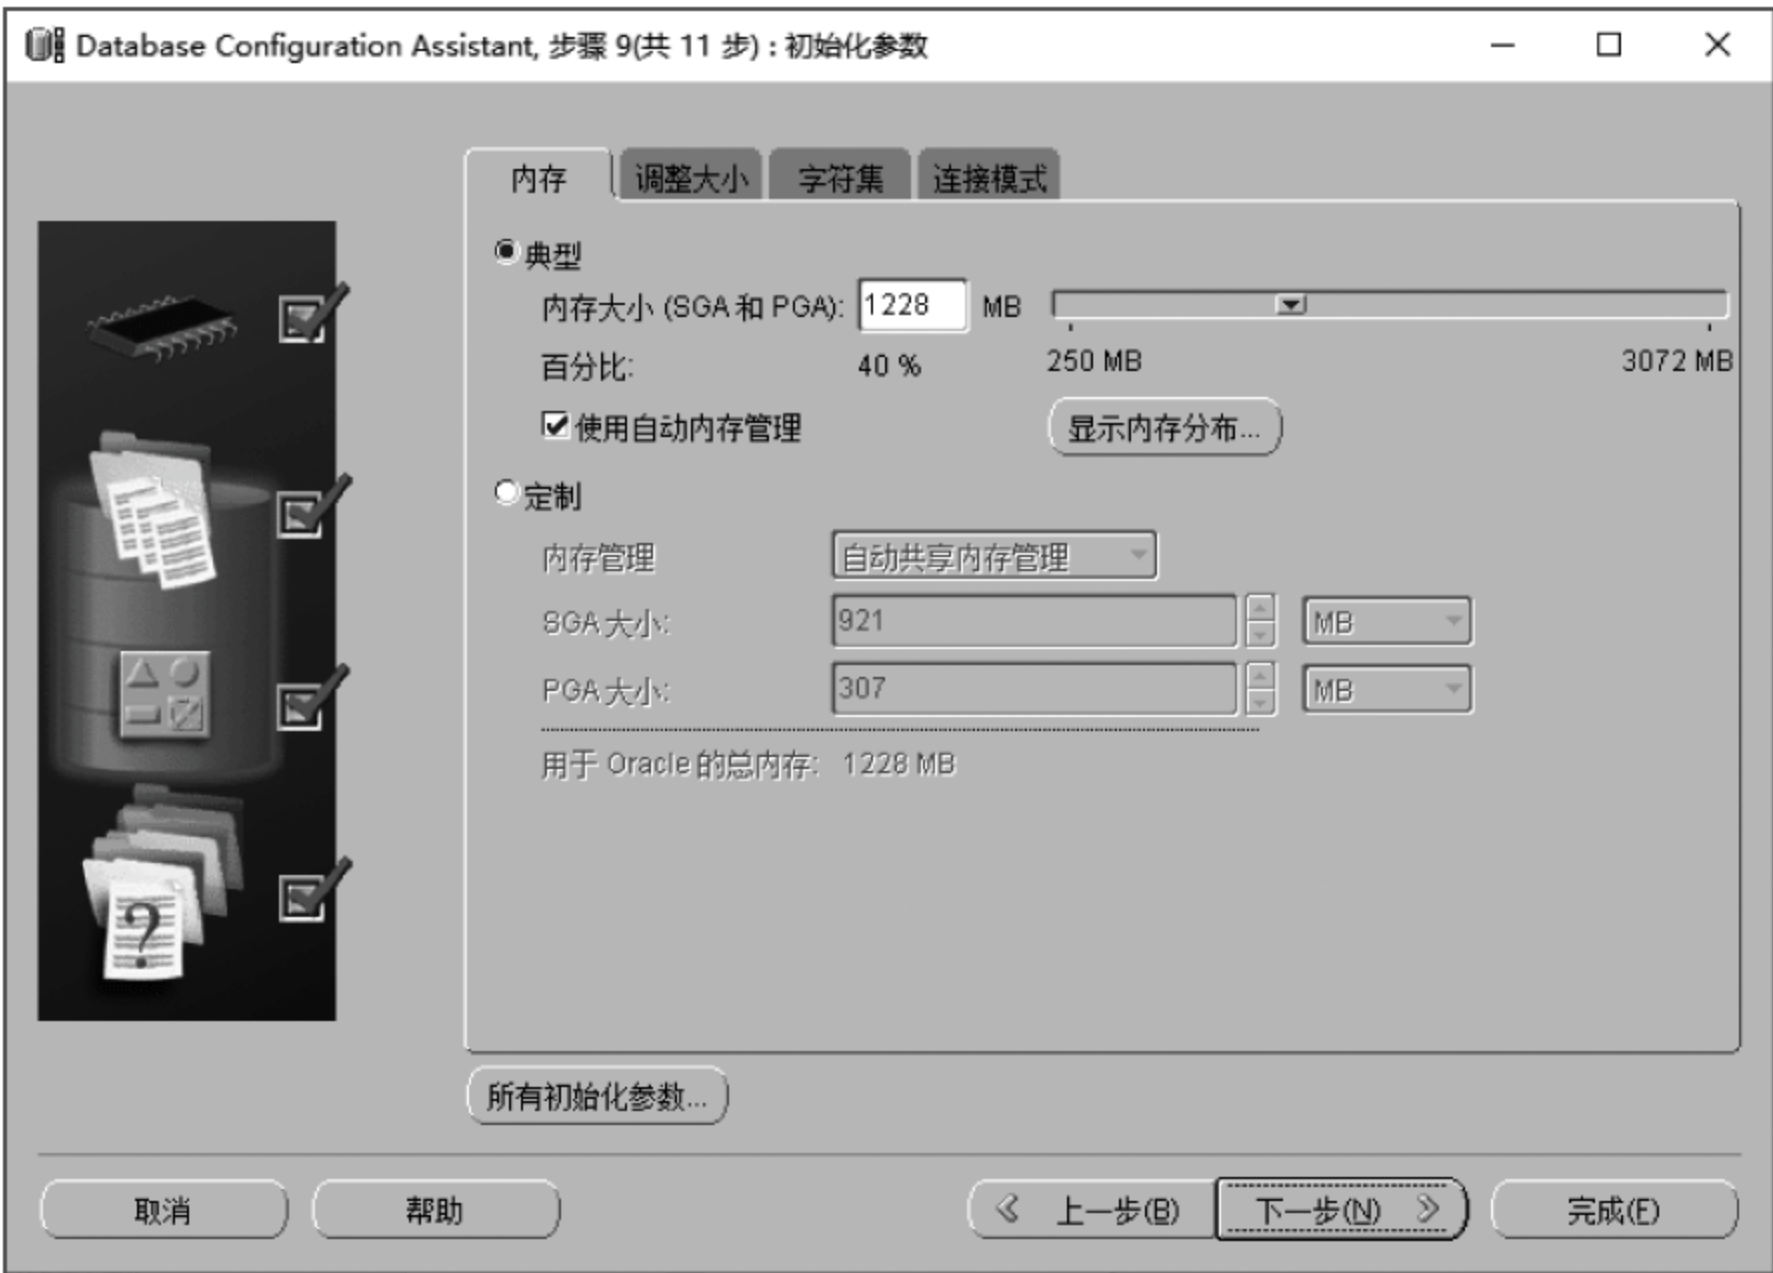 Database Configuration Assistant, 步骤 9(共 11 步) : 初始化参数
内存 调整大小 字符集 连接模式
典型
内存大小 (SGA 和 PGA): 1228 MB
百分比: 40 % 250 MB 3072 MB
使用自动内存管理 显示内存分布...
定制
内存管理 自动共享内存管理
SGA 大小: 921 MB
PGA 大小: 307 MB
用于 Oracle 的总内存: 1228 MB
?
所有初始化参数...
取消 帮助 上一步(B) 下一步(N) 完成(F)